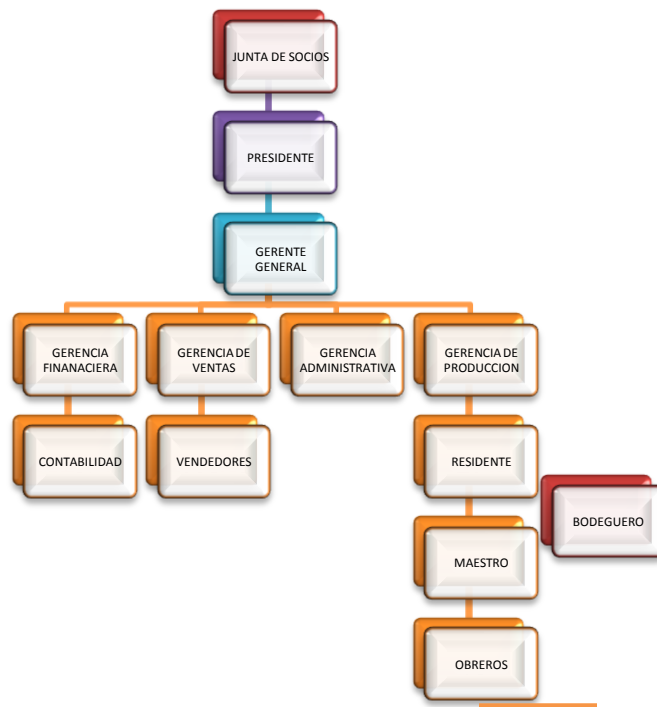 JUNTA DE SOCIOS
PRESIDENTE
GERENTE
GENERAL
GERENCIA
FINANACIERA
GERENCIA DE
VENTAS
GERENCIA
ADMINISTRATIVA
GERENCIA DE
PRODUCCION
CONTABILIDAD
VENDEDORES
RESIDENTE
BODEGUERO
MAESTRO
OBREROS